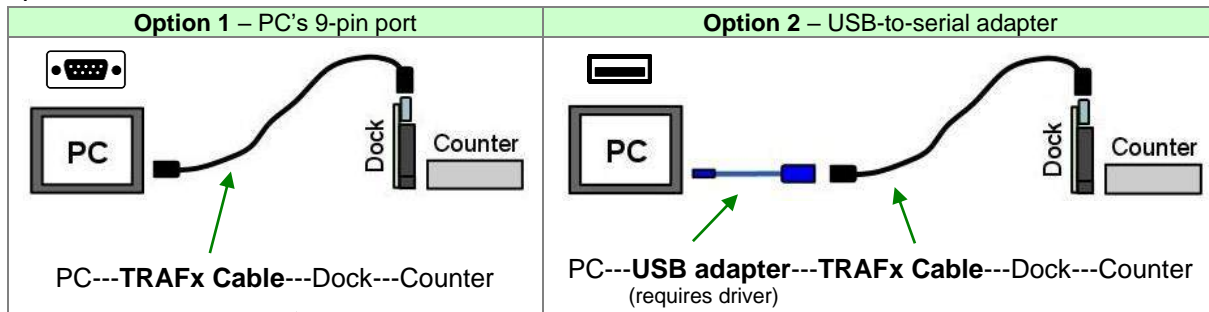 Option 1 – PC's 9-pin port
PC
Dock
Counter
PC---TRAFx Cable---Dock---Counter
Option 2 – USB-to-serial adapter
PC
Dock
Counter
PC---USB adapter---TRAFx Cable---Dock---Counter
(requires driver)